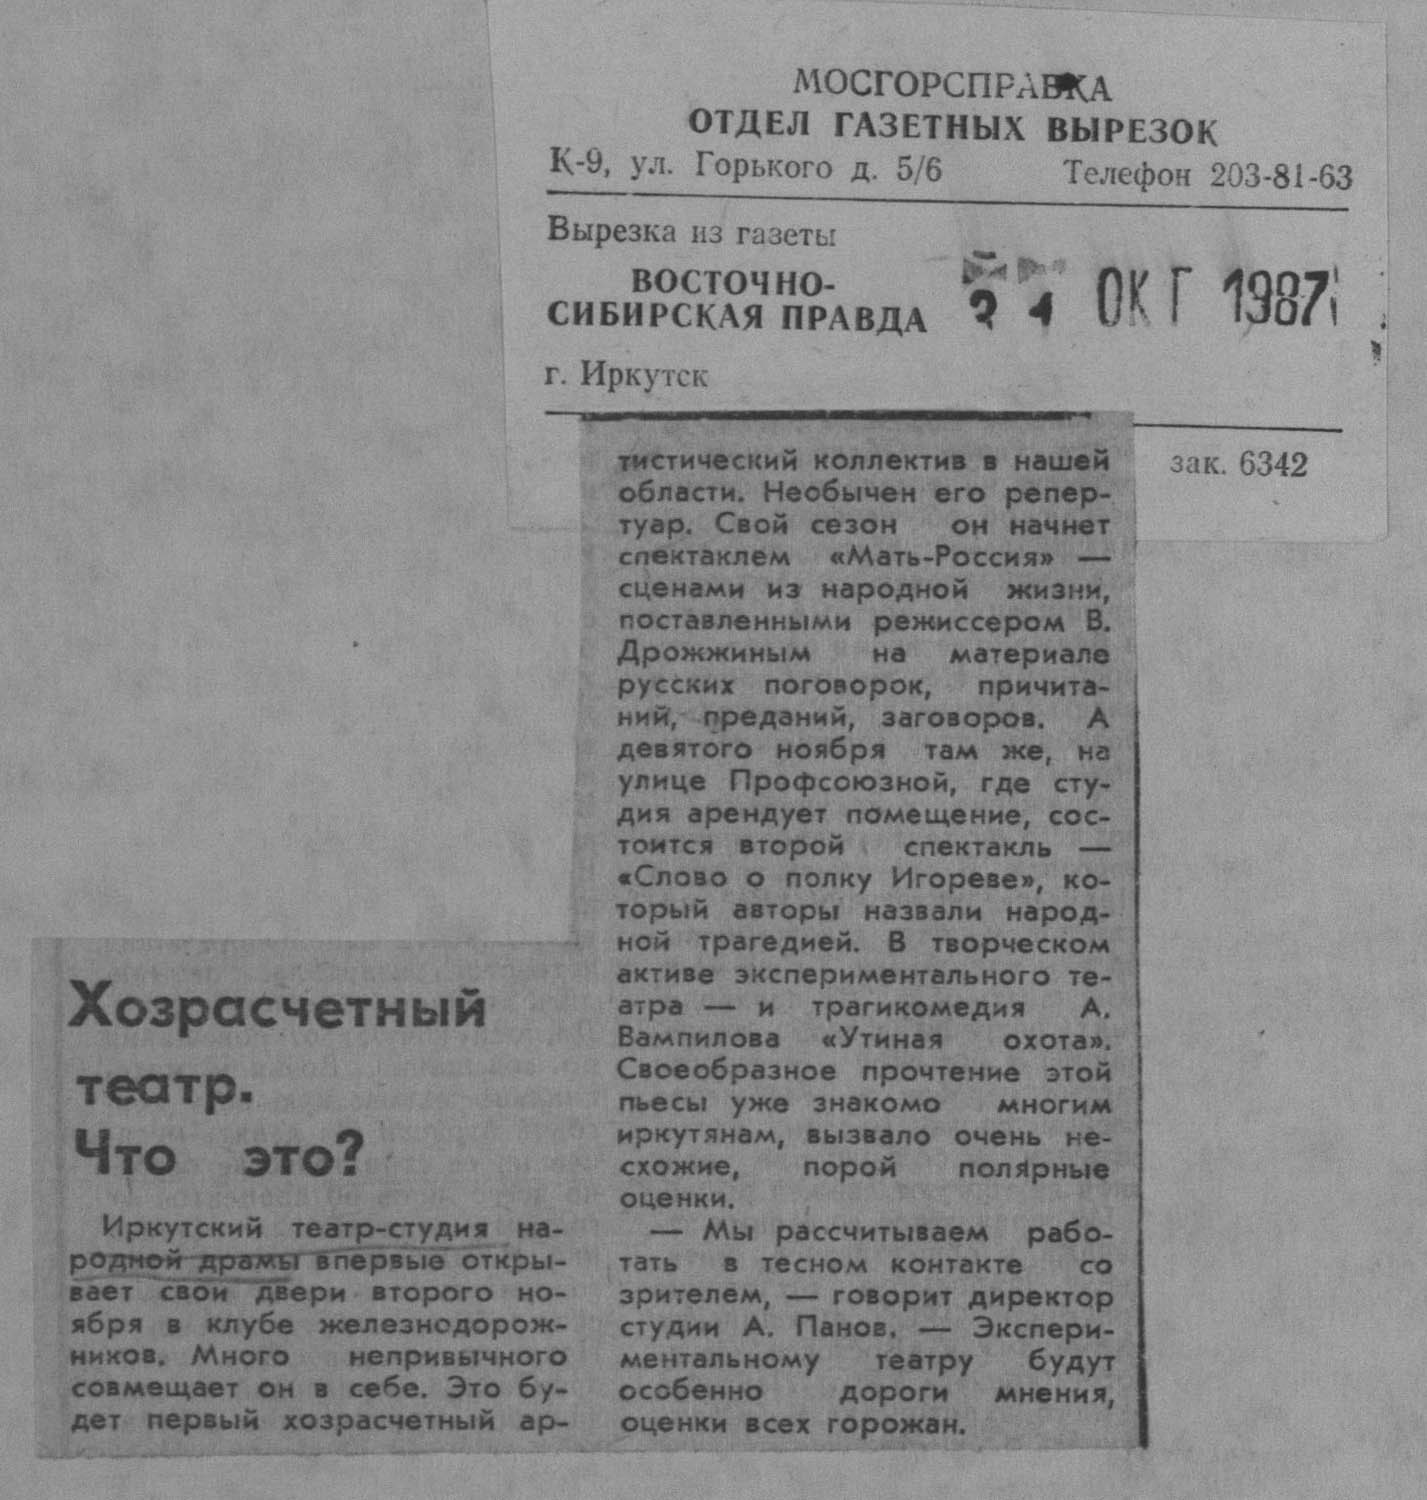 МОСГОРСПРАВКА
ОТДЕЛ ГАЗЕТНЫХ ВЫРЕЗОК
К-9, ул. Горького д. 5/6 Телефон 203-81-63
Вырезка из газеты
ВОСТОЧНО-
СИБИРСКАЯ ПРАВДА
21 ОКТ 1987
г. Иркутск
зак. 6342
Хозрасчетный
театр.
Что это?
Иркутский театр-студия на-
родной драмы впервые откры-
вает свои двери второго но-
ября в клубе железнодорож-
ников. Много непривычного
совмещает он в себе. Это бу-
дет первый хозрасчетный ар-
тистический коллектив в нашей
области. Необычен его репер-
туар. Свой сезон он начнет
спектаклем «Мать-Россия» —
сценами из народной жизни,
поставленными режиссером В.
Дрожжиным на материале
русских поговорок, причита-
ний, преданий, заговоров. А
девятого ноября там же, на
улице Профсоюзной, где сту-
дия арендует помещение, сос-
тоится второй спектакль —
«Слово о полку Игореве», ко-
торый авторы назвали народ-
ной трагедией. В творческом
активе экспериментального те-
атра — и трагикомедия А.
Вампилова «Утиная охота».
Своеобразное прочтение этой
пьесы уже знакомо многим
иркутянам, вызвало очень не-
схожие, порой полярные
оценки.
— Мы рассчитываем рабо-
тать в тесном контакте со
зрителем, — говорит директор
студии А. Панов. — Экспери-
ментальному театру будут
особенно дороги мнения,
оценки всех горожан.